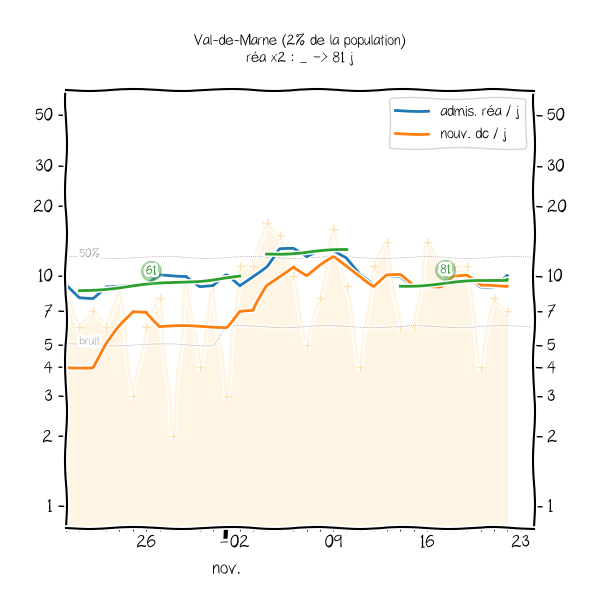 Val-de-Marne (2% de la population)
réa x2 : _ -> 81 j
admis. réa / j
nouv. dc / j
50 50
30 30
20 20
50%
61 81
10 10
7 7
bruit
5 5
4 4
3 3
2 2
1 1
26 02 09 16 23
nov.